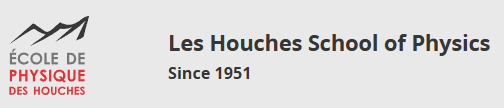 ÉCOLE DE
PHYSIQUE
DES HOUCHES
Les Houches School of Physics
Since 1951